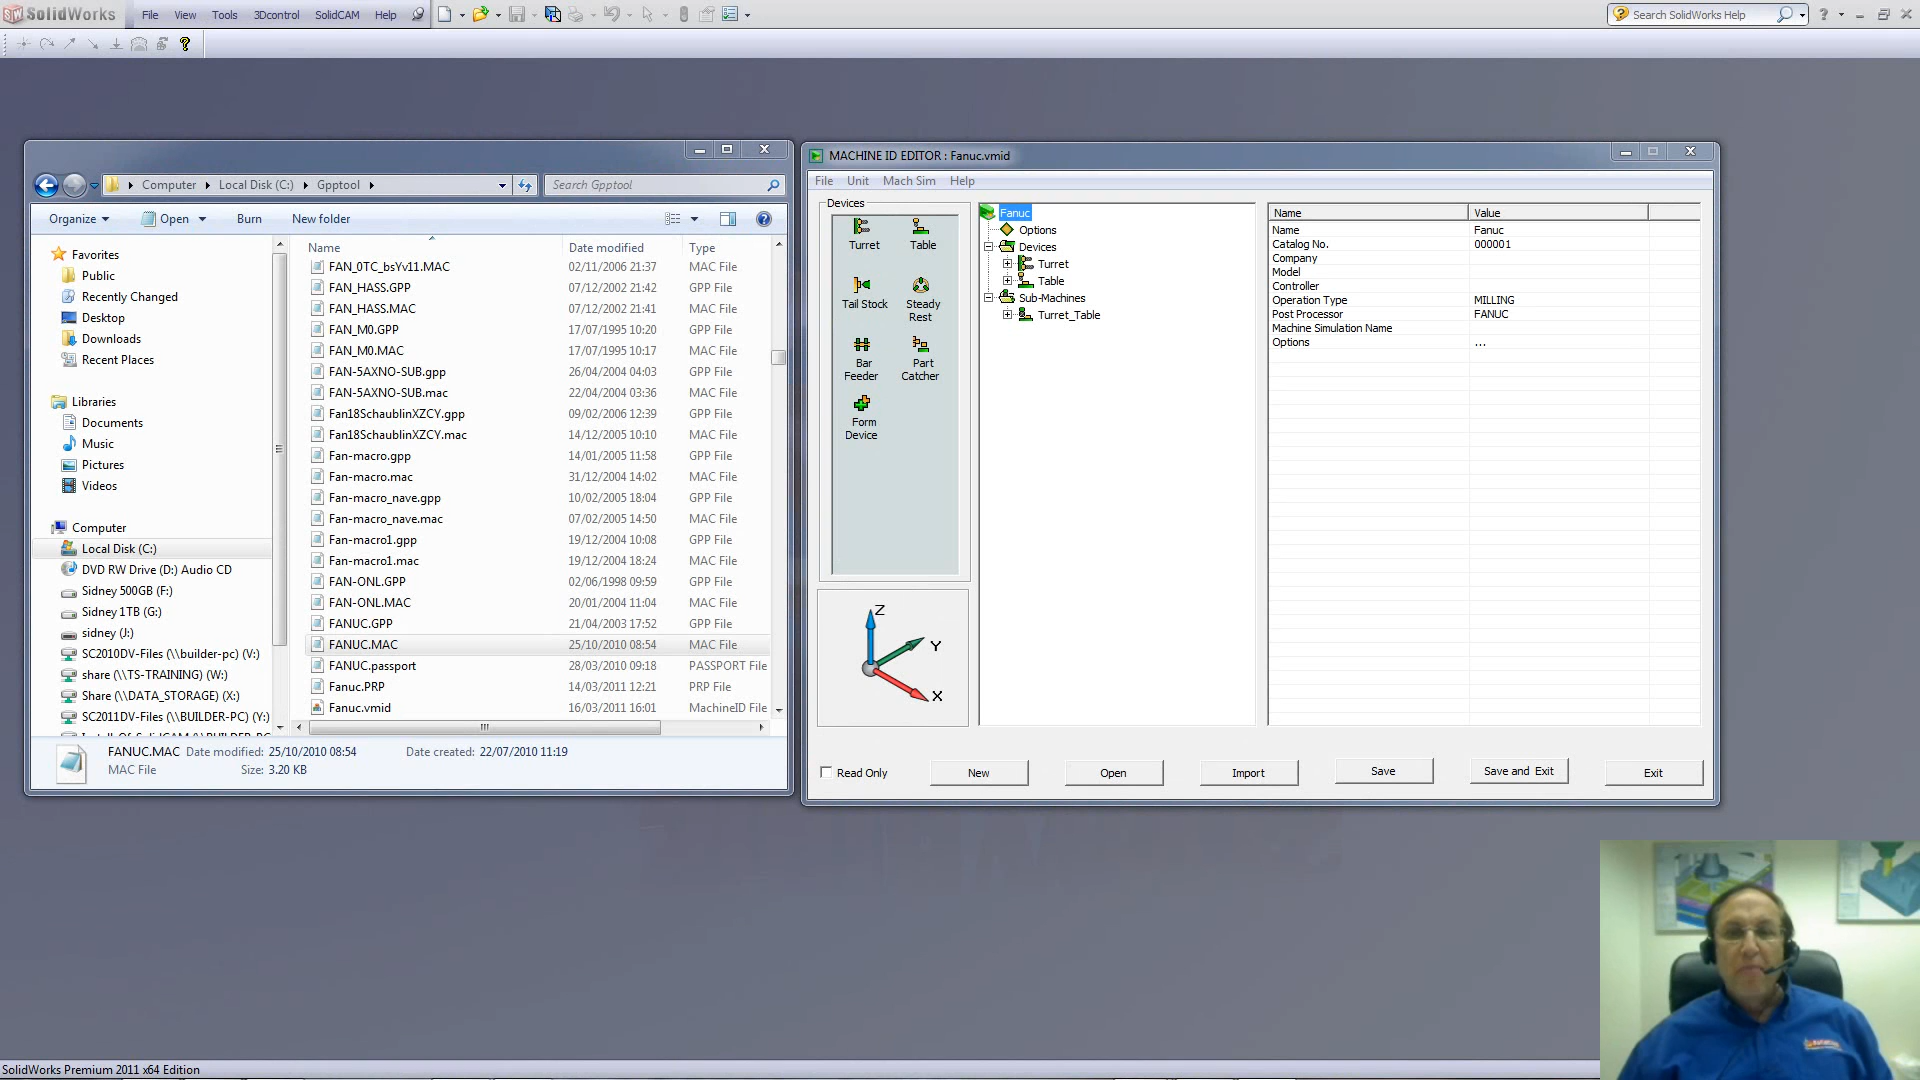 SolidWorks File View Tools 3Dcontrol SolidCAM Help Search SolidWorks Help
Computer Local Disk (C:) Gpptool Search Gpptool
Organize Open Burn New folder
Favorites
Public
Recently Changed
Desktop
Downloads
Recent Places
Libraries
Documents
Music
Pictures
Videos
Computer
Local Disk (C:)
DVD RW Drive (D:) Audio CD
Sidney 500GB (F:)
Sidney 1TB (G:)
sidney (J:)
SC2010DV-Files (\\builder-pc) (V:)
share (\\TS-TRAINING) (W:)
Share (\\DATA_STORAGE) (X:)
SC2011DV-Files (\\BUILDER-PC) (Y:)
Name Date modified Type
FAN_0TC_bsYv11.MAC 02/11/2006 21:37 MAC File
FAN_HASS.GPP 07/12/2002 21:42 GPP File
FAN_HASS.MAC 07/12/2002 21:41 MAC File
FAN_M0.GPP 17/07/1995 10:20 GPP File
FAN_M0.MAC 17/07/1995 10:17 MAC File
FAN-5AXNO-SUB.gpp 26/04/2004 04:03 GPP File
FAN-5AXNO-SUB.mac 22/04/2004 03:36 MAC File
Fan18SchaublinXZCY.gpp 09/02/2006 12:39 GPP File
Fan18SchaublinXZCY.mac 14/12/2005 10:10 MAC File
Fan-macro.gpp 14/01/2005 11:58 GPP File
Fan-macro.mac 31/12/2004 14:02 MAC File
Fan-macro_nave.gpp 10/02/2005 18:04 GPP File
Fan-macro_nave.mac 07/02/2005 14:50 MAC File
Fan-macro1.gpp 19/12/2004 10:08 GPP File
Fan-macro1.mac 19/12/2004 18:24 MAC File
FAN-ONL.GPP 02/06/1998 09:59 GPP File
FAN-ONL.MAC 20/01/2004 11:04 MAC File
FANUC.GPP 21/04/2003 17:52 GPP File
FANUC.MAC 25/10/2010 08:54 MAC File
FANUC.passport 28/03/2010 09:18 PASSPORT File
Fanuc.PRP 14/03/2011 12:21 PRP File
Fanuc.vmid 16/03/2011 16:01 MachineID File
FANUC.MAC Date modified: 25/10/2010 08:54 Date created: 22/07/2010 11:19
MAC File Size: 3.20 KB
MACHINE ID EDITOR : Fanuc.vmid
File Unit Mach Sim Help
Devices
Turret Table
Tail Stock Steady Rest
Bar Feeder Part Catcher
Form Device
Z
Y
X
Fanuc
Options
Devices
Turret
Table
Sub-Machines
Turret_Table
Name Value
Name Fanuc
Catalog No. 000001
Company
Model
Controller
Operation Type MILLING
Post Processor FANUC
Machine Simulation Name
Options ...
Read Only New Open Import Save Save and Exit Exit
SolidWorks Premium 2011 x64 Edition